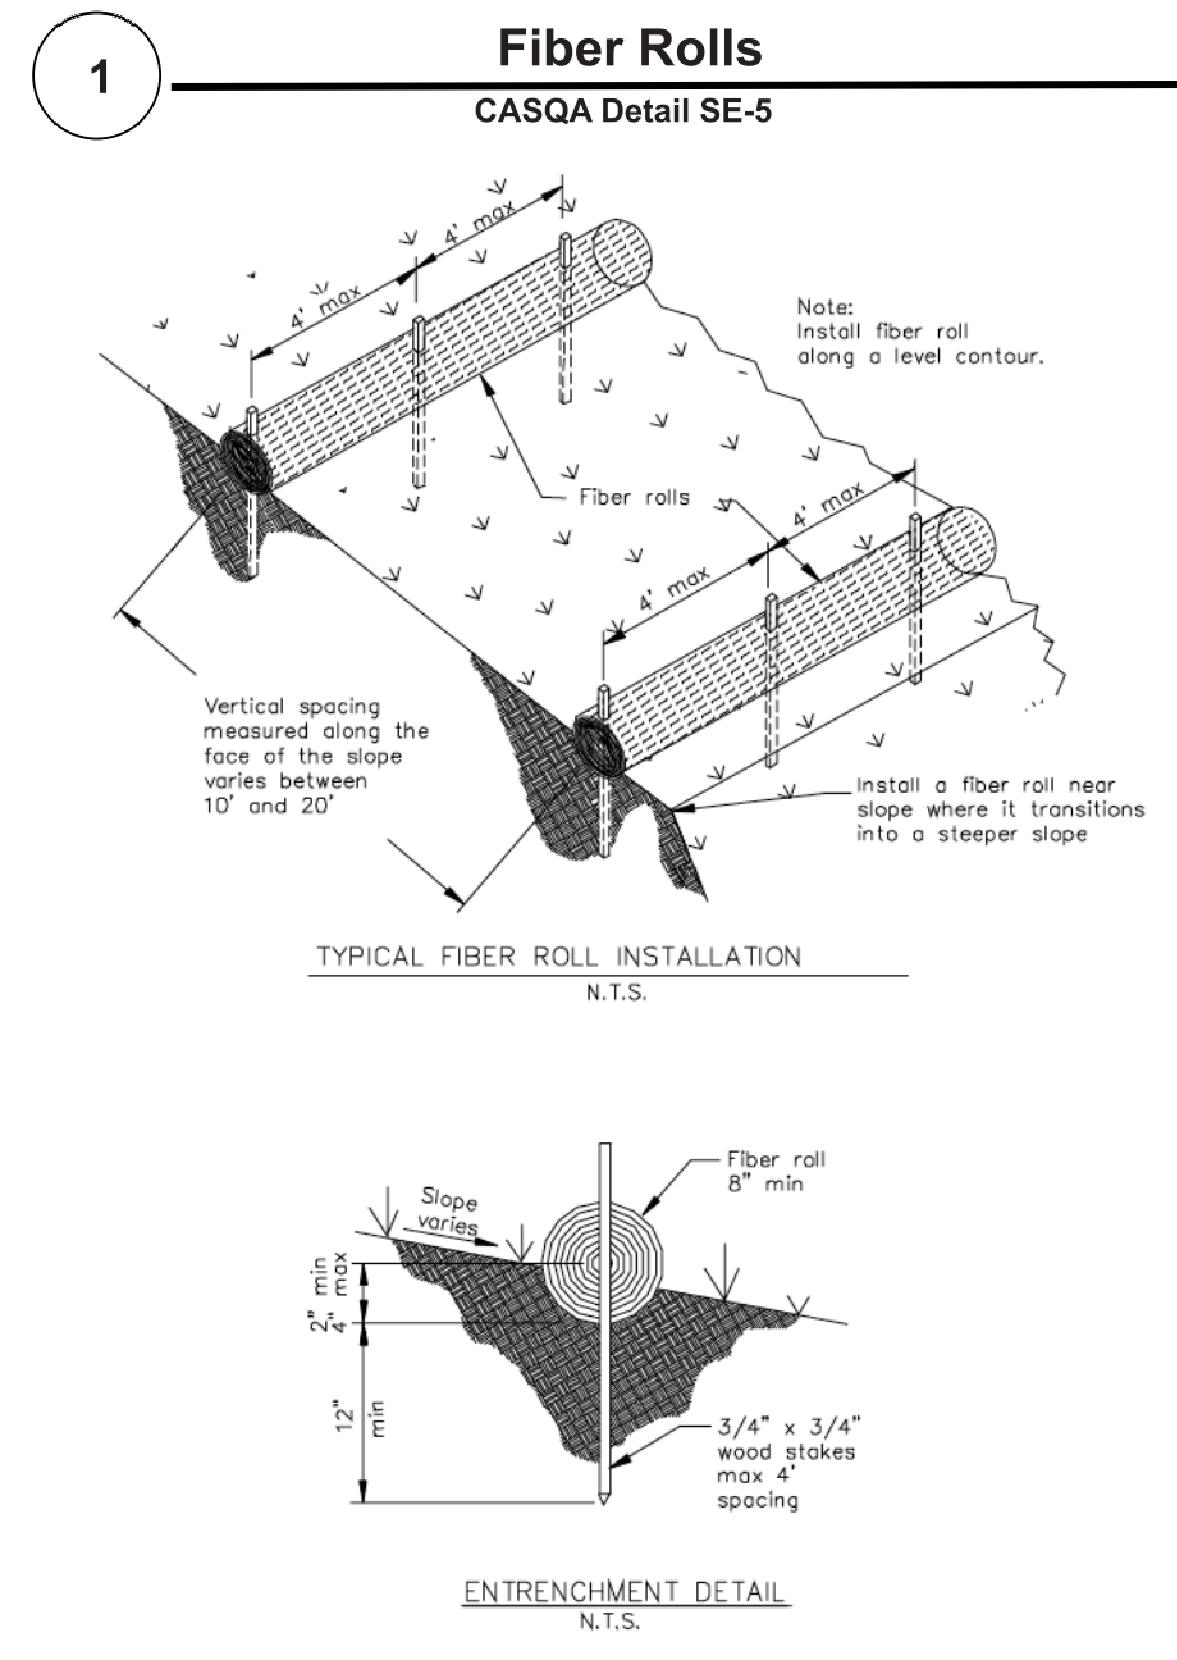 1
Fiber Rolls
CASQA Detail SE-5
4' max
4' max
Note:
Install fiber roll
along a level contour.
Fiber rolls
4' max
4' max
Vertical spacing
measured along the
face of the slope
varies between
10' and 20'
Install a fiber roll near
slope where it transitions
into a steeper slope
TYPICAL FIBER ROLL INSTALLATION
N.T.S.
Fiber roll
8" min
Slope
varies
2" min
4" max
12"
min
3/4" x 3/4"
wood stakes
max 4'
spacing
ENTRENCHMENT DETAIL
N.T.S.